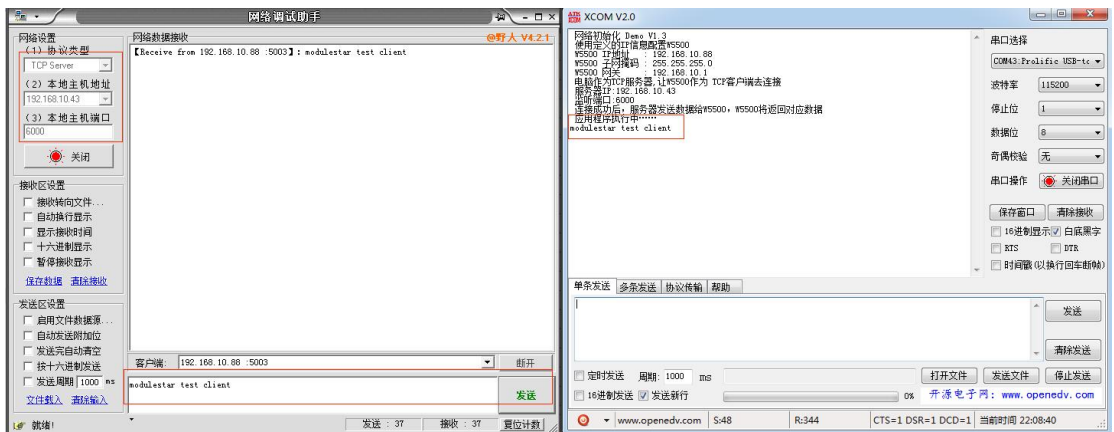 网络调试助手
网络设置
(1) 协议类型
TCP Server
(2) 本地主机地址
192.168.10.43
(3) 本地主机端口
6000
关闭
接收区设置
接收转向文件...
自动换行显示
显示接收时间
十六进制显示
暂停接收显示
保存数据 清除接收
发送区设置
启用文件数据源...
自动发送附加位
发送完自动清空
按十六进制发送
发送周期 1000 ms
文件载入 清除输入
网络数据接收
@野人 V4.2.1
【Receive from 192.168.10.88 :5003】: modulestar test client
客户端: 192.168.10.88 :5003 断开
modulestar test client
发送
就绪! 发送 : 37 接收 : 37 复位计数
XCOM V2.0
网络初始化 Demo V1.3
使用定义的IP信息配置W5500
W5500 IP地址 : 192.168.10.88
W5500 子网掩码 : 255.255.255.0
W5500 网关 : 192.168.10.1
电脑作为TCP服务器,让W5500作为 TCP客户端去连接
服务器IP:192.168.10.43
监听端口:6000
连接成功后，服务器发送数据给W5500，W5500将返回对应数据
应用程序执行中……
modulestar test client
串口选择
COM43:Prolific USB-tc
波特率 115200
停止位 1
数据位 8
奇偶校验 无
串口操作 关闭串口
保存窗口 清除接收
16进制显示 白底黑字
RTS DTR
时间戳(以换行回车断帧)
单条发送 多条发送 协议传输 帮助
发送
清除发送
定时发送 周期: 1000 ms 打开文件 发送文件 停止发送
16进制发送 发送新行 0% 开源电子网: www.openedv.com
www.openedv.com S:48 R:344 CTS=1 DSR=1 DCD=1 当前时间 22:08:40